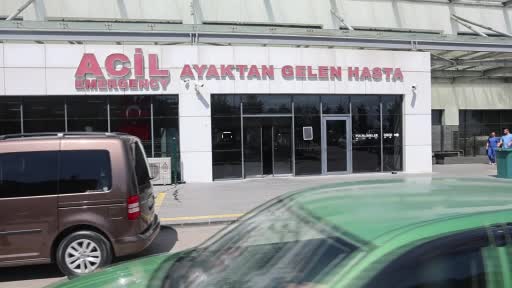 ACİL AYAKTAN GELEN HASTA
EMERGENCY